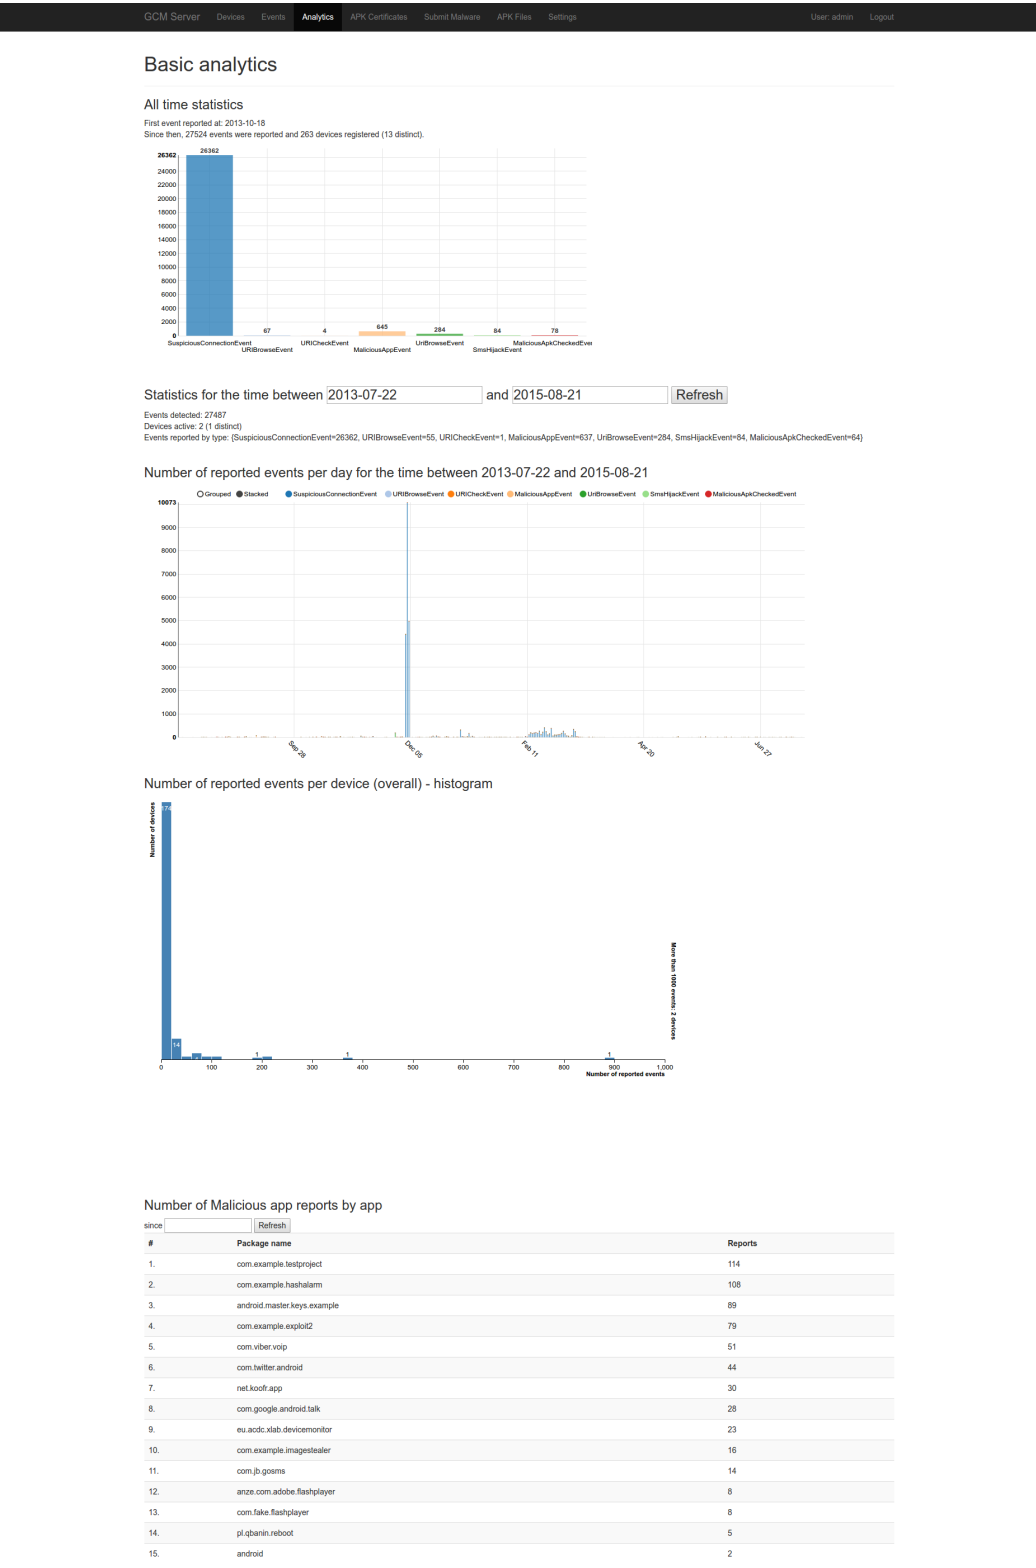 GCM Server Devices Events Analytics APK Certificates Submit Malware APK Files Settings User: admin Logout
Basic analytics
All time statistics
First event reported at: 2013-10-18
Since then, 27524 events were reported and 263 devices registered (13 distinct).
26362
26362
24000
22000
20000
18000
16000
14000
12000
10000
8000
6000
4000
2000
0
67
4
645
284
84
78
SuspiciousConnectionEvent
URIBrowseEvent
URICheckEvent
MaliciousAppEvent
UriBrowseEvent
SmsHijackEvent
MaliciousApkCheckedEve
Statistics for the time between 2013-07-22 and 2015-08-21 Refresh
Events detected: 27487
Devices active: 2 (1 distinct)
Events reported by type: {SuspiciousConnectionEvent=26362, URIBrowseEvent=55, URICheckEvent=1, MaliciousAppEvent=637, UriBrowseEvent=284, SmsHijackEvent=84, MaliciousApkCheckedEvent=64}
Number of reported events per day for the time between 2013-07-22 and 2015-08-21
Grouped Stacked SuspiciousConnectionEvent URIBrowseEvent URICheckEvent MaliciousAppEvent UriBrowseEvent SmsHijackEvent MaliciousApkCheckedEvent
10073
9000
8000
7000
6000
5000
4000
3000
2000
1000
0
Sep 28
Dec 05
Feb 11
Apr 20
Jun 27
Number of reported events per device (overall) - histogram
Number of devices
14
1
1
1
More than 1000 events: 2 devices
0 100 200 300 400 500 600 700 800 900 1,000
Number of reported events
Number of Malicious app reports by app
since Refresh
# Package name Reports
1. com.example.testproject 114
2. com.example.hashalarm 108
3. android.master.keys.example 89
4. com.example.exploit2 79
5. com.viber.voip 51
6. com.twitter.android 44
7. net.koofr.app 30
8. com.google.android.talk 28
9. eu.acdc.xlab.devicemonitor 23
10. com.example.imagestealer 16
11. com.jb.gosms 14
12. anze.com.adobe.flashplayer 8
13. com.fake.flashplayer 8
14. pl.qbanin.reboot 5
15. android 2